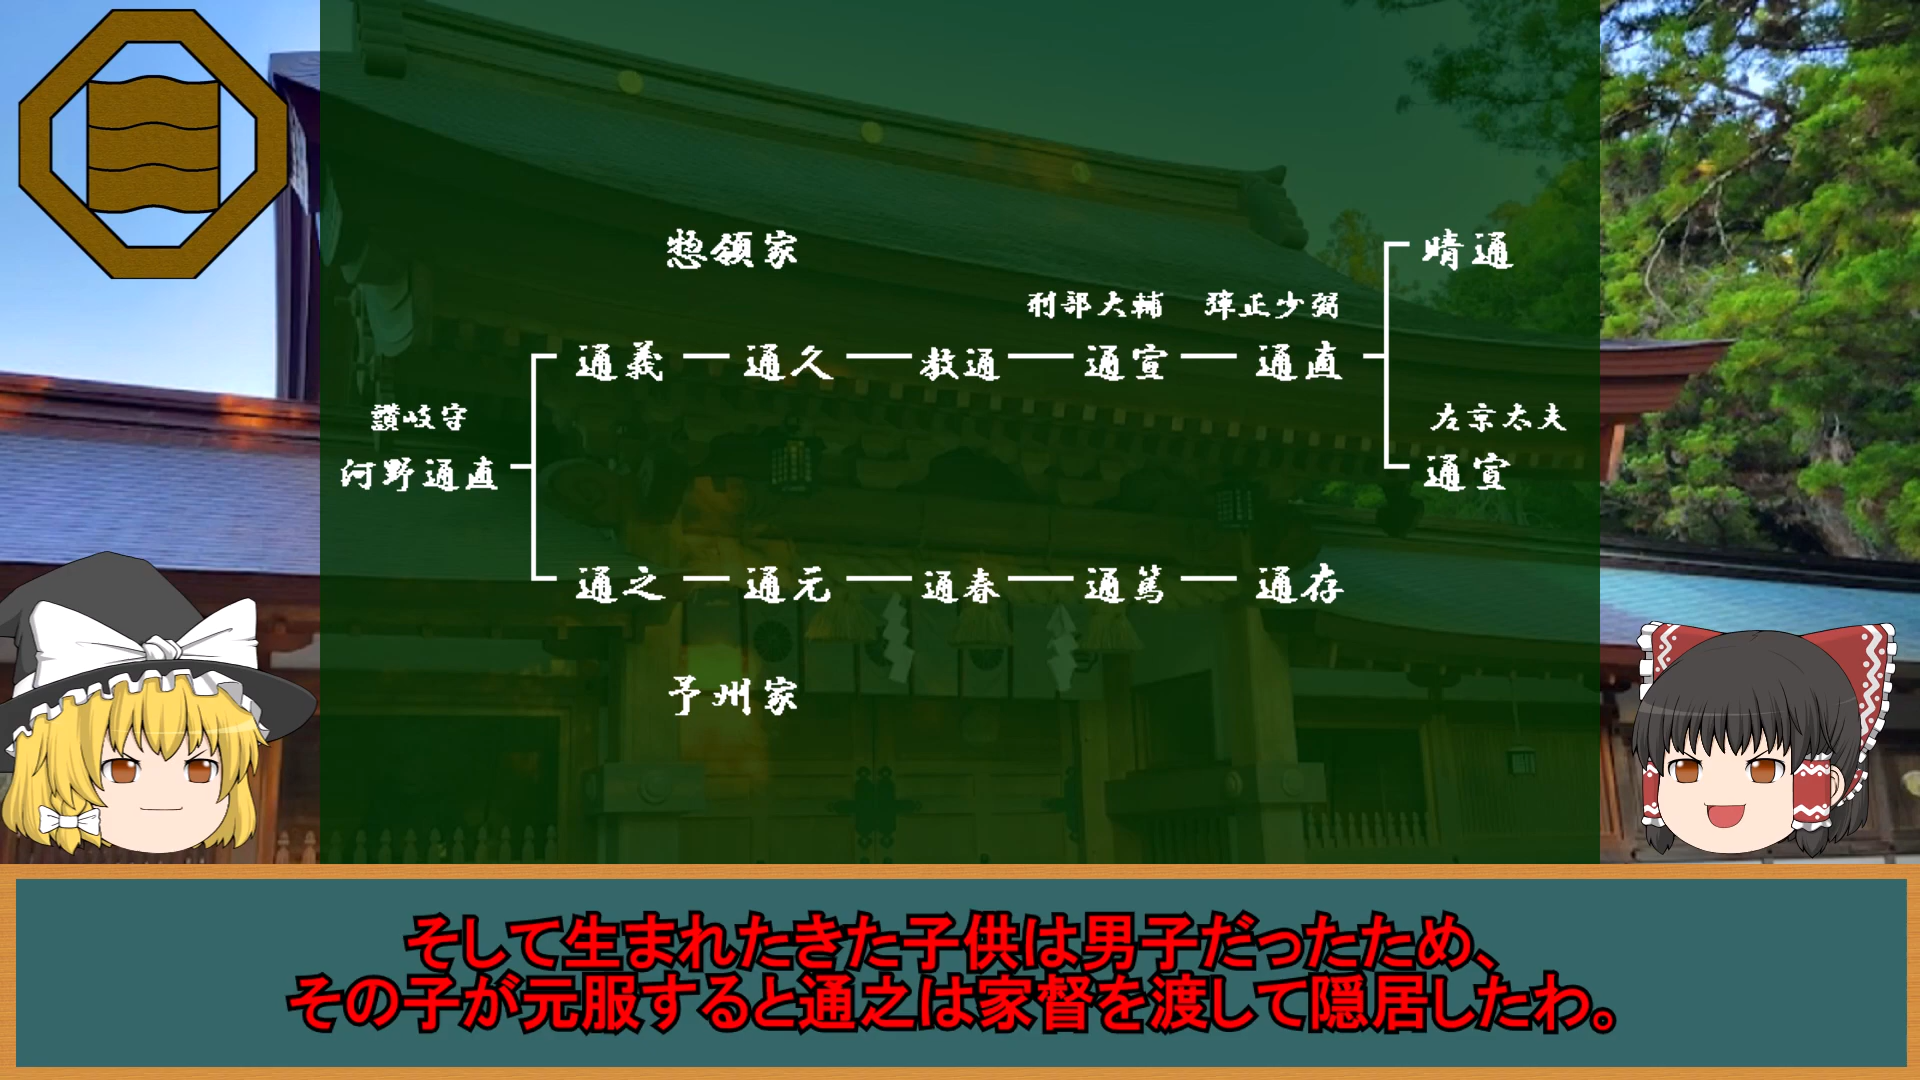 惣領家
晴通
刑部大輔 弾正少弼
通義 通久 教通 通宣 通直
讃岐守
左京太夫
河野通直
通宣
通之 通元 通春 通篤 通存
予州家
そして生まれたきた子供は男子だったため、
その子が元服すると通之は家督を渡して隠居したわ。